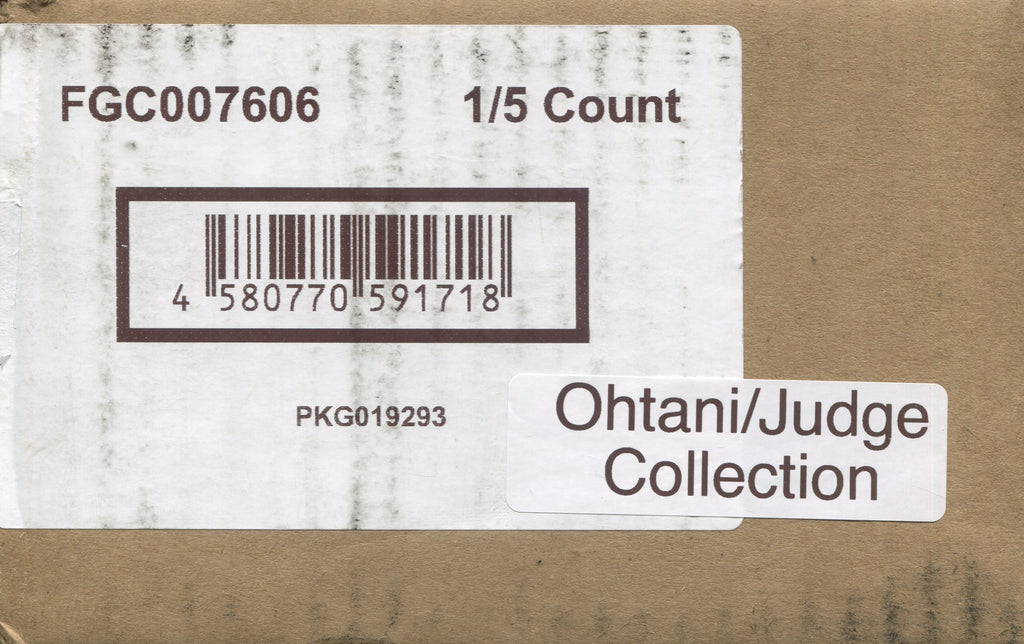 FGC007606 1/5 Count
4 580770 591718
PKG019293
Ohtani/Judge
Collection